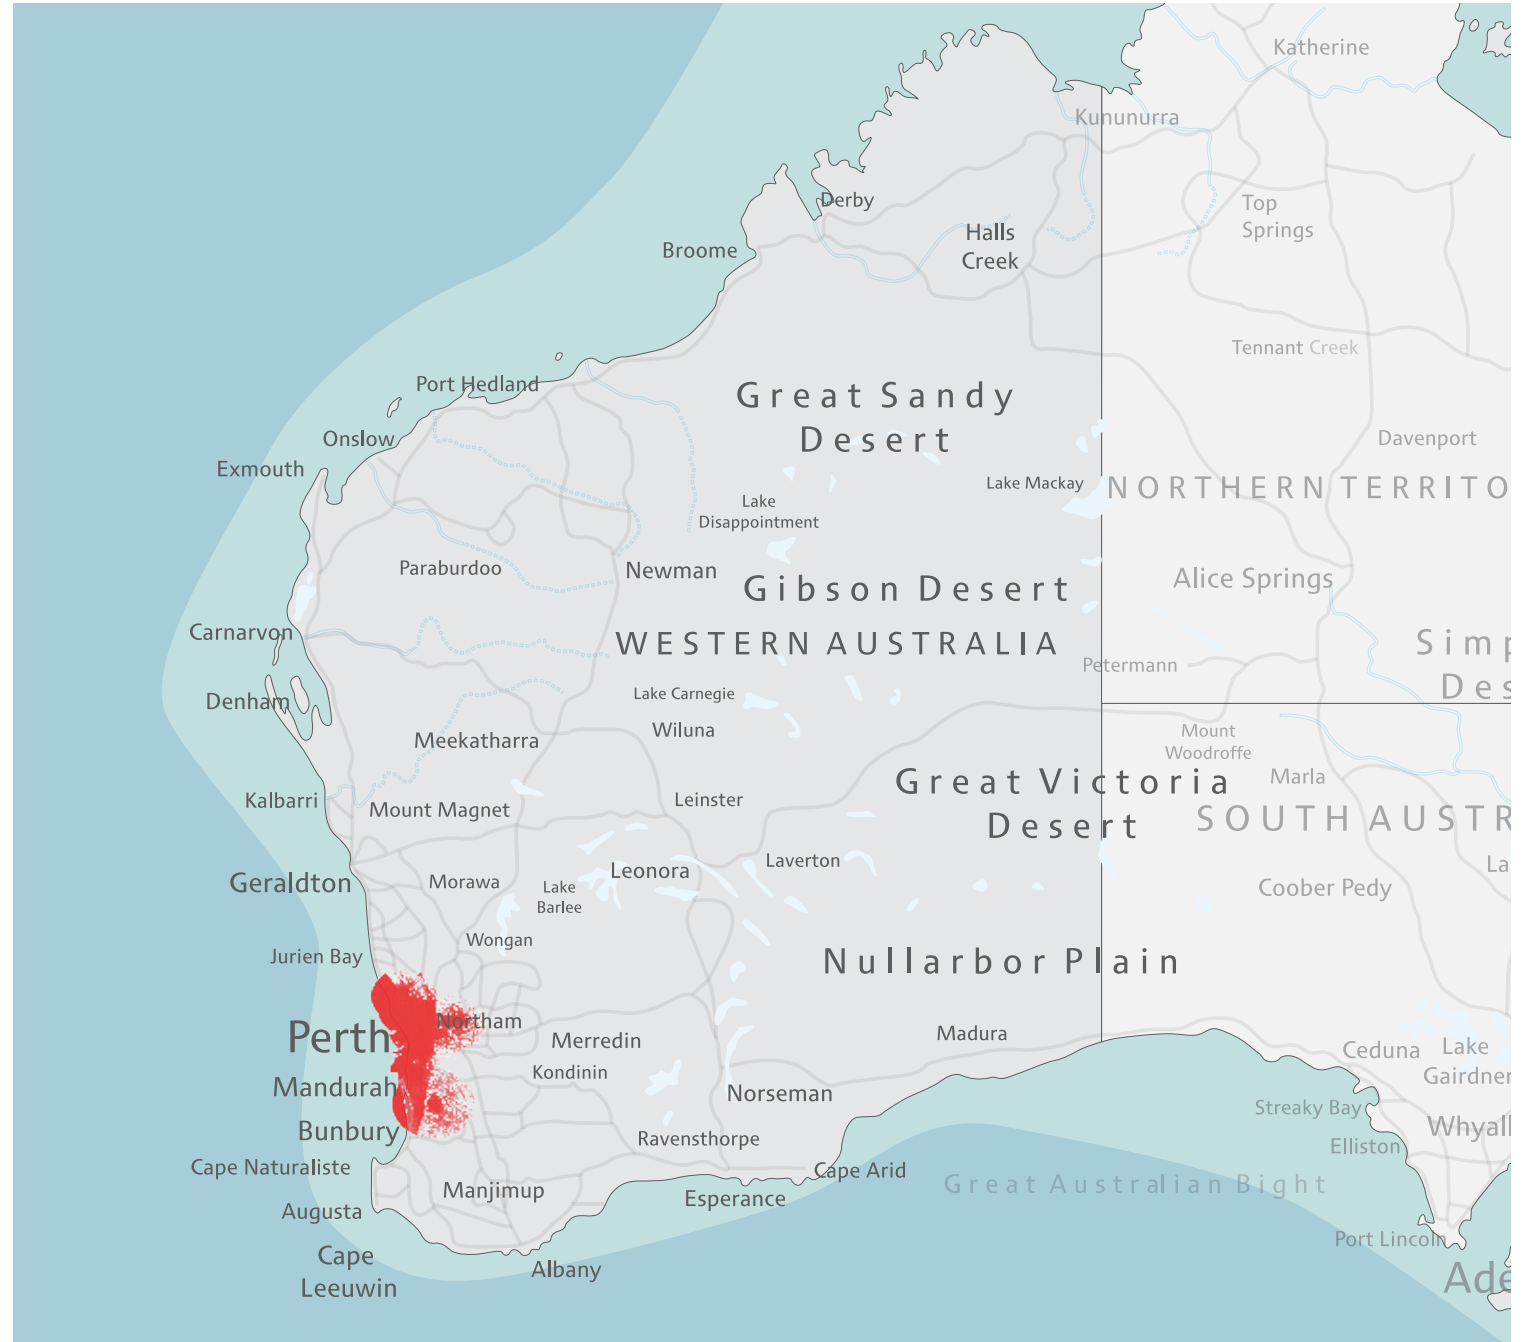 Katherine
Kununurra
Derby
Top
Springs
Halls
Creek
Broome
Tennant Creek
Port Hedland
Great Sandy
Desert
Onslow
Davenport
Exmouth
Lake Mackay
NORTHERN TERRITO
Lake
Disappointment
Paraburdoo
Newman
Gibson Desert
Alice Springs
Carnarvon
WESTERN AUSTRALIA
Simp
Des
Petermann
Denham
Lake Carnegie
Wiluna
Meekatharra
Mount
Woodroffe
Marla
Great Victoria
Desert
Kalbarri
Mount Magnet
Leinster
SOUTH AUSTR
Laverton
La
Leonora
Geraldton
Morawa
Lake
Barlee
Coober Pedy
Wongan
Jurien Bay
Nullarbor Plain
Northam
Perth
Merredin
Madura
Ceduna
Lake
Gairdner
Kondinin
Mandurah
Norseman
Streaky Bay
Bunbury
Ravensthorpe
Whyall
Elliston
Cape Naturaliste
Cape Arid
Great Australian Bight
Manjimup
Esperance
Augusta
Port Lincoln
Cape
Leeuwin
Albany
Ade